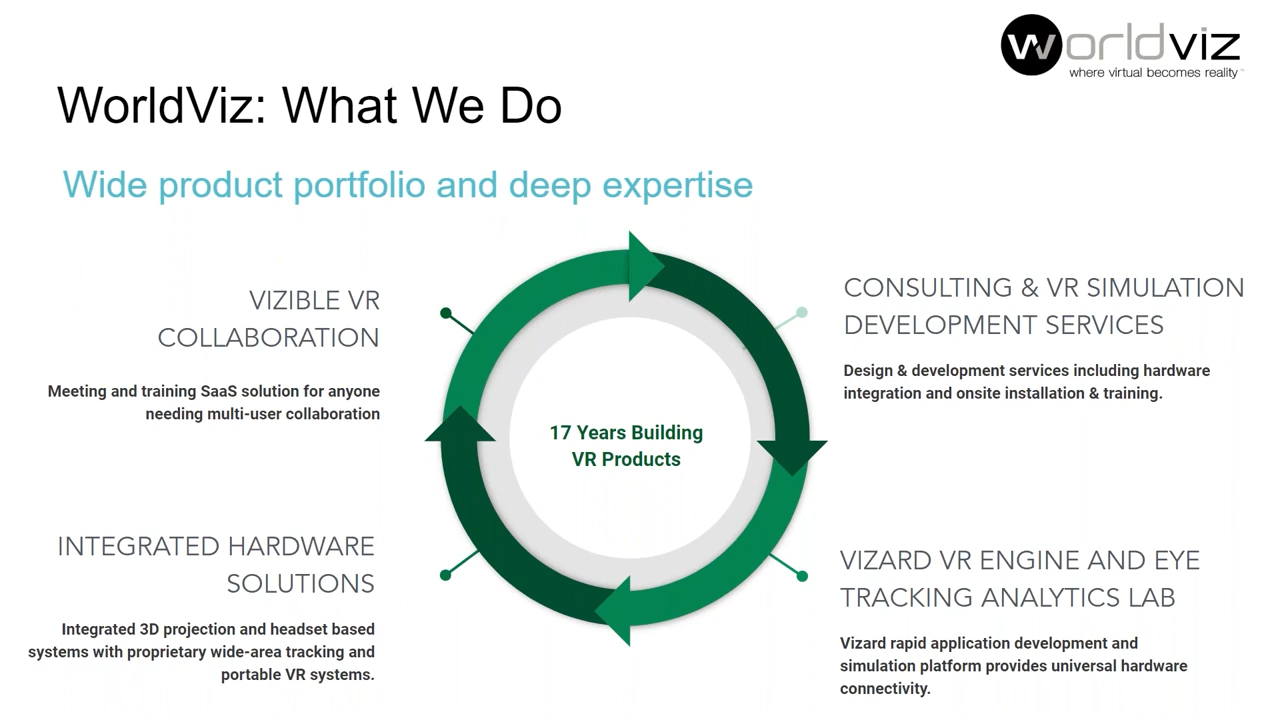 worldviz
where virtual becomes reality™
WorldViz: What We Do
Wide product portfolio and deep expertise
VIZIBLE VR
COLLABORATION
Meeting and training SaaS solution for anyone
needing multi-user collaboration
CONSULTING & VR SIMULATION
DEVELOPMENT SERVICES
Design & development services including hardware
integration and onsite installation & training.
17 Years Building
VR Products
INTEGRATED HARDWARE
SOLUTIONS
Integrated 3D projection and headset based
systems with proprietary wide-area tracking and
portable VR systems.
VIZARD VR ENGINE AND EYE
TRACKING ANALYTICS LAB
Vizard rapid application development and
simulation platform provides universal hardware
connectivity.